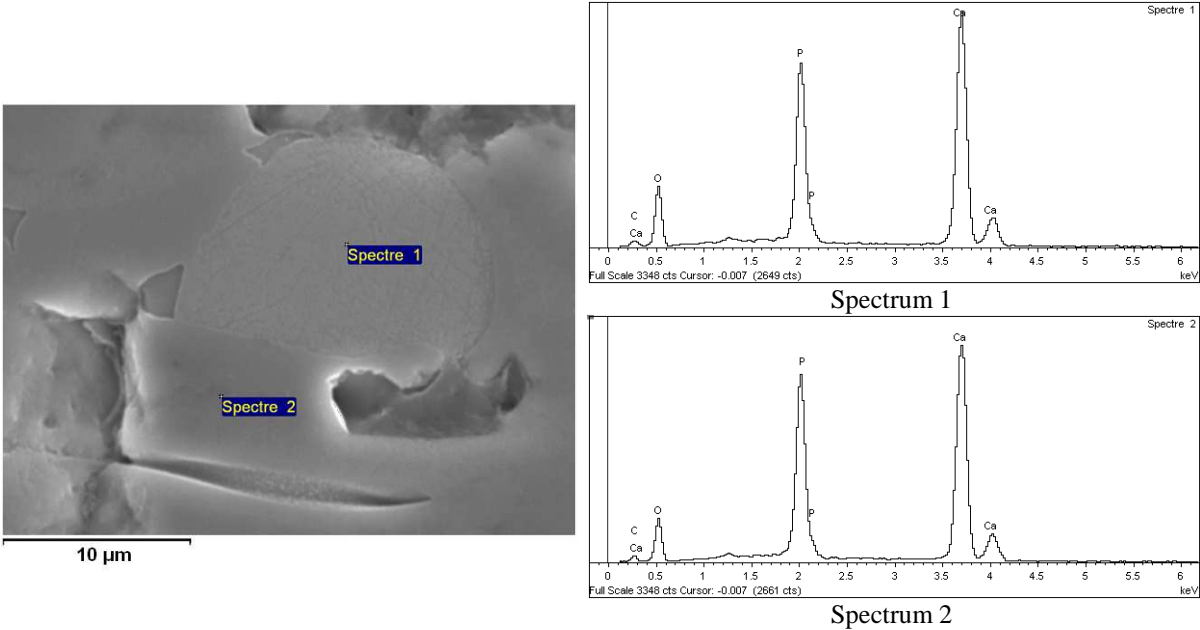 Spectre 1
Spectre 2
10 µm
Spectre 1
Ca
P
O
P
C
Ca
Ca
0 0.5 1 1.5 2 2.5 3 3.5 4 4.5 5 5.5 6
Full Scale 3348 cts Cursor: -0.007 (2649 cts) keV
Spectrum 1
Spectre 2
Ca
P
O
P
C
Ca
Ca
0 0.5 1 1.5 2 2.5 3 3.5 4 4.5 5 5.5 6
Full Scale 3348 cts Cursor: -0.007 (2661 cts) keV
Spectrum 2